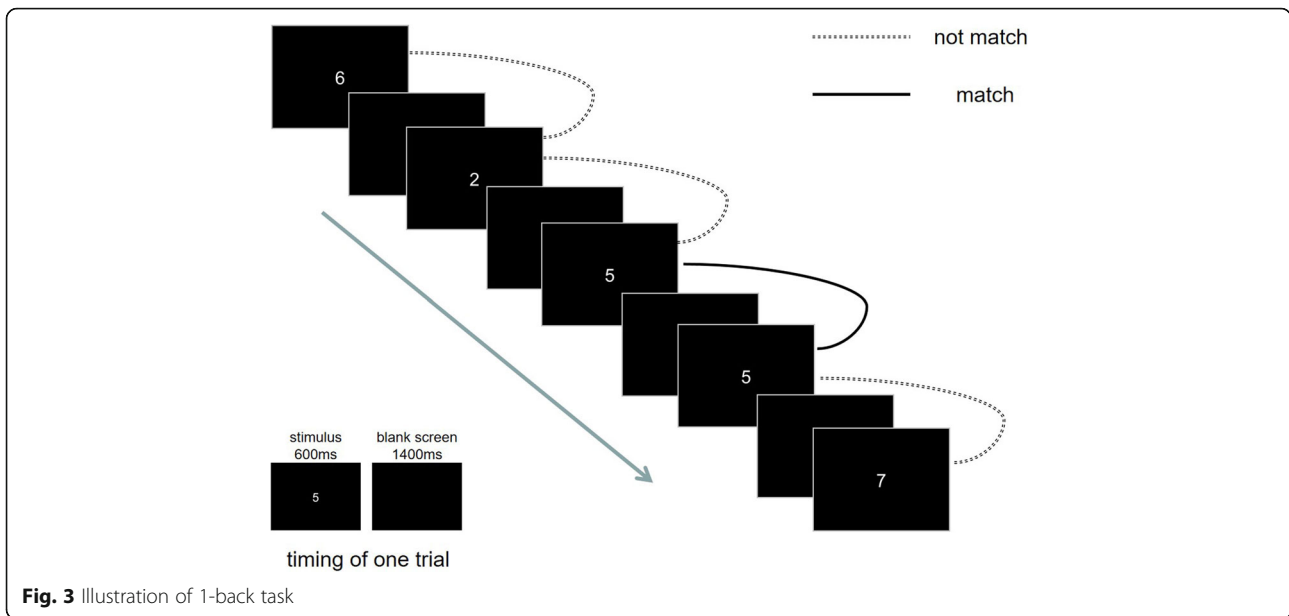 6
not match
match
2
5
5
7
stimulus
600ms
blank screen
1400ms
5
timing of one trial
Fig. 3 Illustration of 1-back task